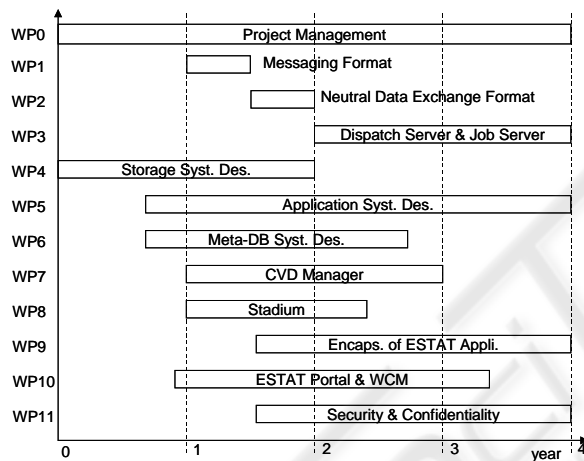 WP0 Project Management
WP1 Messaging Format
WP2 Neutral Data Exchange Format
WP3 Dispatch Server & Job Server
WP4 Storage Syst. Des.
WP5 Application Syst. Des.
WP6 Meta-DB Syst. Des.
WP7 CVD Manager
WP8 Stadium
WP9 Encaps. of ESTAT Appli.
WP10 ESTAT Portal & WCM
WP11 Security & Confidentiality
0 1 2 3 4
year